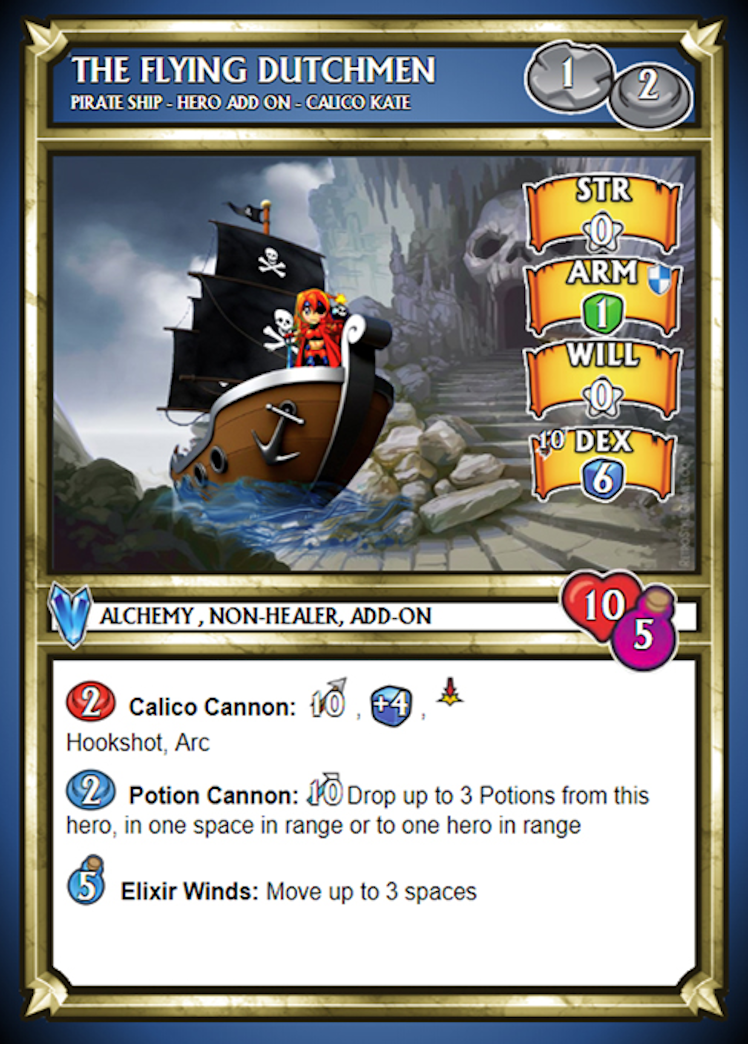 THE FLYING DUTCHMEN
1
2
PIRATE SHIP - HERO ADD ON - CALICO KATE
STR
0
ARM
1
WILL
0
10 DEX
6
ALCHEMY , NON-HEALER, ADD-ON
10
5
2 Calico Cannon: 10 , +4 ,
Hookshot, Arc
2 Potion Cannon: 10 Drop up to 3 Potions from this
hero, in one space in range or to one hero in range
5 Elixir Winds: Move up to 3 spaces